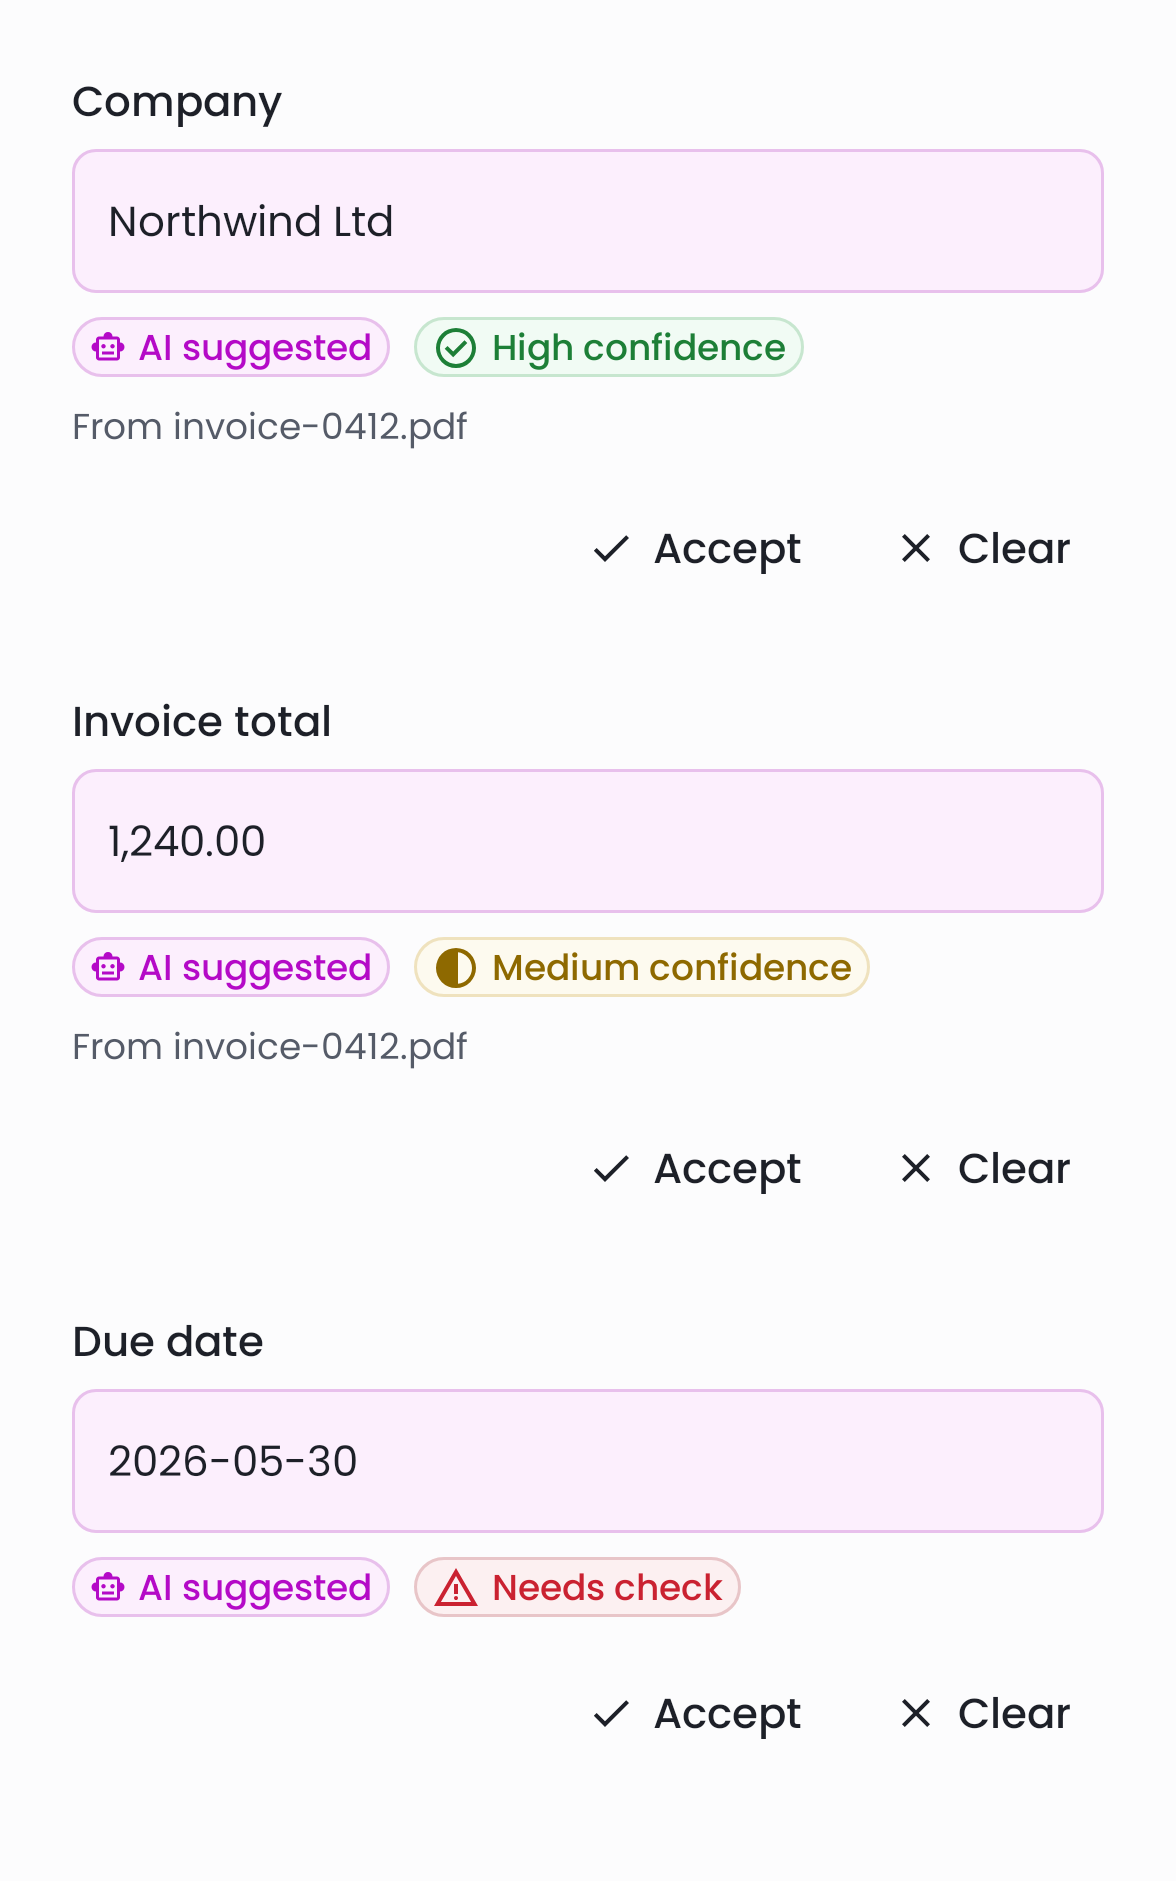 Company
Northwind Ltd
AI suggested High confidence
From invoice-0412.pdf
Accept Clear
Invoice total
1,240.00
AI suggested Medium confidence
From invoice-0412.pdf
Accept Clear
Due date
2026-05-30
AI suggested Needs check
Accept Clear